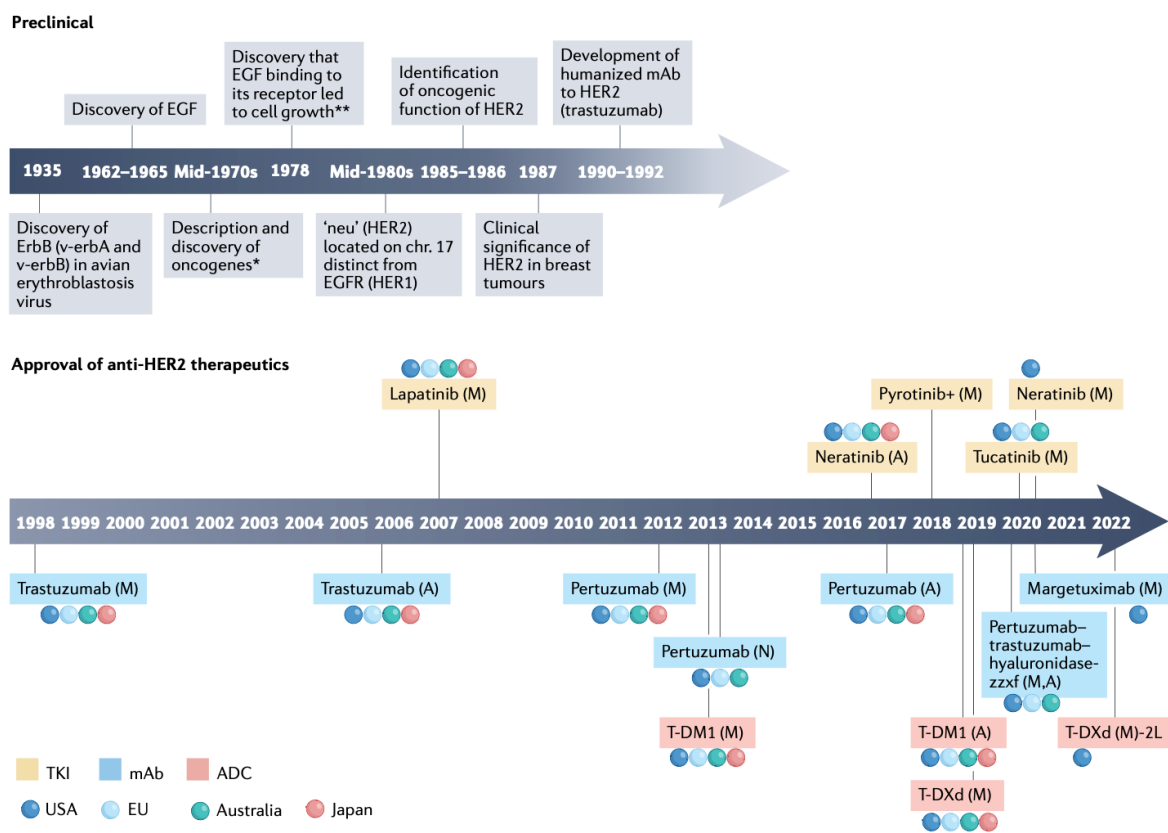 Preclinical
Discovery of EGF
Discovery that
EGF binding to
its receptor led
to cell growth**
Identification
of oncogenic
function of HER2
Development of
humanized mAb
to HER2
(trastuzumab)
1935 1962–1965 Mid-1970s 1978 Mid-1980s 1985–1986 1987 1990–1992
Discovery of
ErbB (v-erbA and
v-erbB) in avian
erythroblastosis
virus
Description and
discovery of
oncogenes*
‘neu’ (HER2)
located on chr. 17
distinct from
EGFR (HER1)
Clinical
significance of
HER2 in breast
tumours
Approval of anti-HER2 therapeutics
Lapatinib (M)
Pyrotinib+ (M)
Neratinib (M)
Neratinib (A)
Tucatinib (M)
1998 1999 2000 2001 2002 2003 2004 2005 2006 2007 2008 2009 2010 2011 2012 2013 2014 2015 2016 2017 2018 2019 2020 2021 2022
Trastuzumab (M)
Trastuzumab (A)
Pertuzumab (M)
Pertuzumab (A)
Margetuximab (M)
Pertuzumab (N)
Pertuzumab–
trastuzumab–
hyaluronidase-
zzxf (M,A)
T-DM1 (M)
T-DM1 (A)
T-DXd (M)-2L
T-DXd (M)
TKI mAb ADC
USA EU Australia Japan